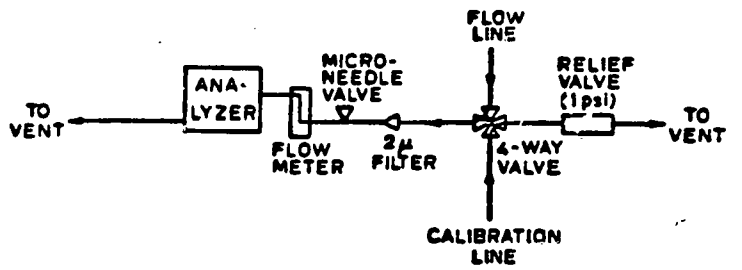 FLOW
LINE
MICRO-
NEEDLE
VALVE
RELIEF
VALVE
(1 psi)
ANA-
LYZER
TO
VENT
FLOW
METER
2μ
FILTER
4-WAY
VALVE
TO
VENT
CALIBRATION
LINE